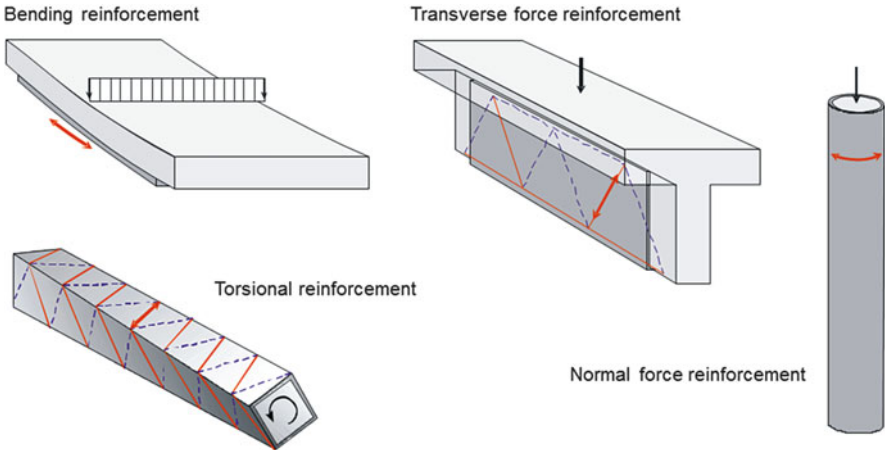 Bending reinforcement
Transverse force reinforcement
Torsional reinforcement
Normal force reinforcement